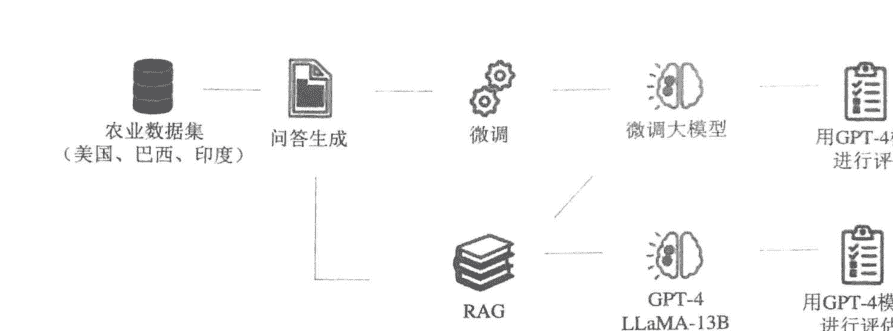 农业数据集
（美国、巴西、印度）
问答生成
微调
微调大模型
用GPT-4
进行评
RAG
GPT-4
LLaMA-13B
用GPT-4模
进行评估